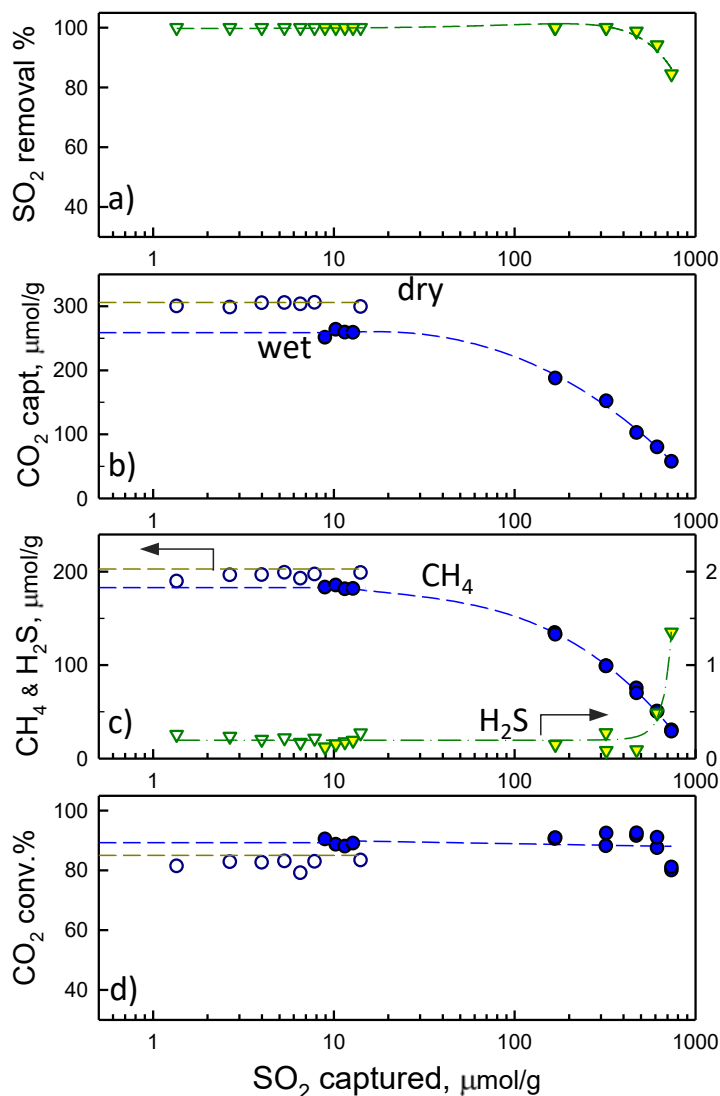 SO2 removal %
100
80
60
40
a)
1 10 100 1000
CO2 capt, μmol/g
300
200
100
0
dry
wet
b)
1 10 100 1000
CH4 & H2S, μmol/g
200
100
0
2
1
0
CH4
H2S
c)
1 10 100 1000
CO2 conv.%
100
80
60
40
d)
1 10 100 1000
SO2 captured, μmol/g